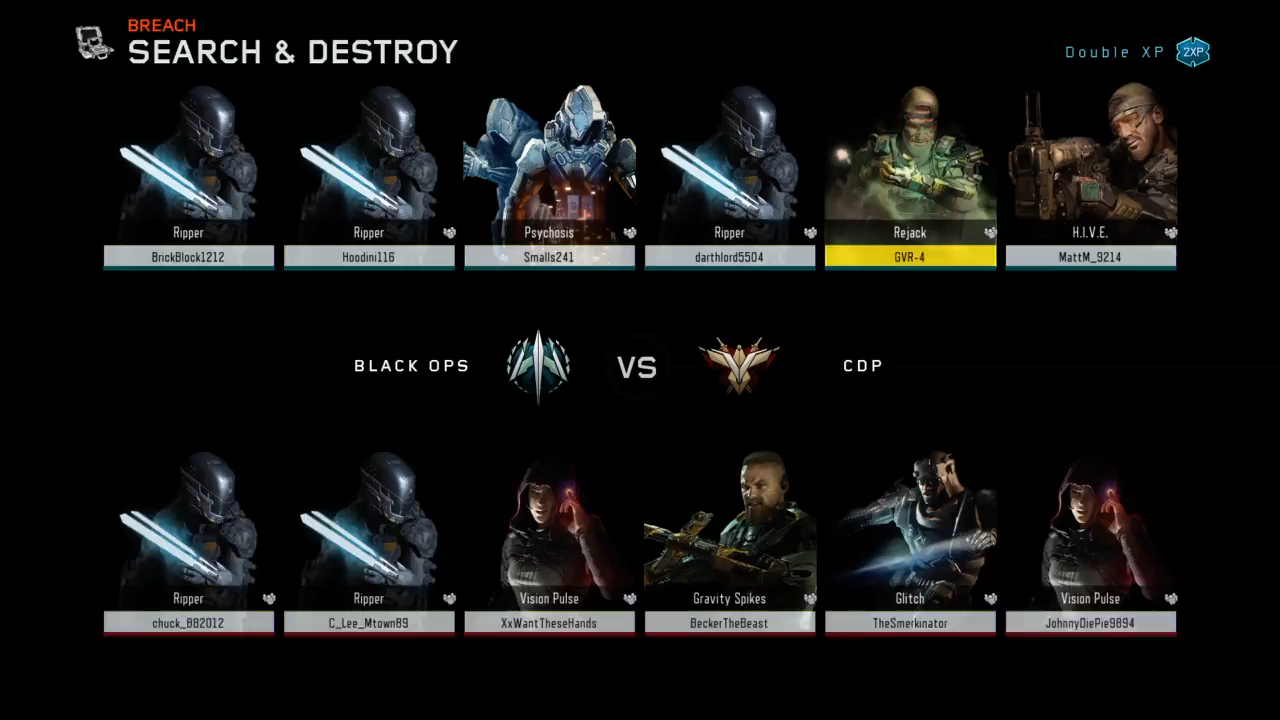 BREACH
SEARCH & DESTROY
Double XP 2XP
Ripper Ripper Psychosis Ripper Rejack H.I.V.E.
BrickBlock1212 Hoodini116 Smalls241 darthlord5504 GVR-4 MattM_9214
BLACK OPS VS CDP
Ripper Ripper Vision Pulse Gravity Spikes Glitch Vision Pulse
chuck_882012 C_Lee_Mtown89 XxWantTheseHands BeckerTheBeast TheSmerkinator JohnnyDiePie9894